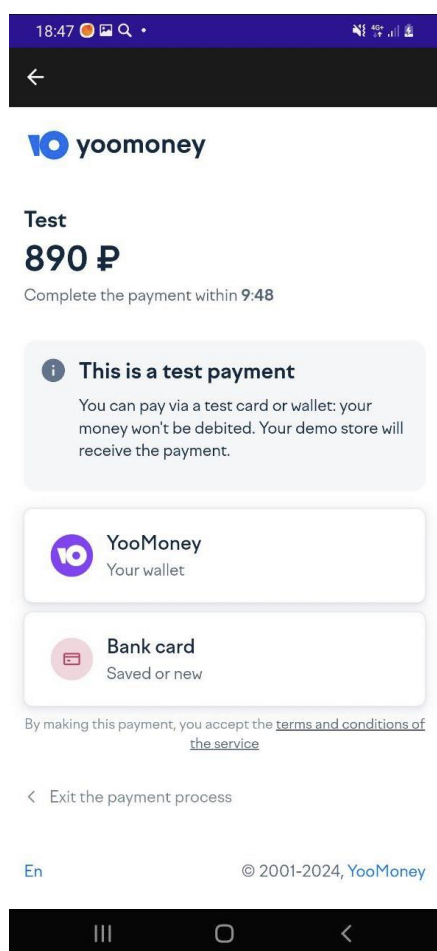 18:47
4G+
yoomoney
Test
890 ₽
Complete the payment within 9:48
This is a test payment
You can pay via a test card or wallet: your
money won't be debited. Your demo store will
receive the payment.
YooMoney
Your wallet
Bank card
Saved or new
By making this payment, you accept the terms and conditions of
the service
Exit the payment process
En © 2001-2024, YooMoney